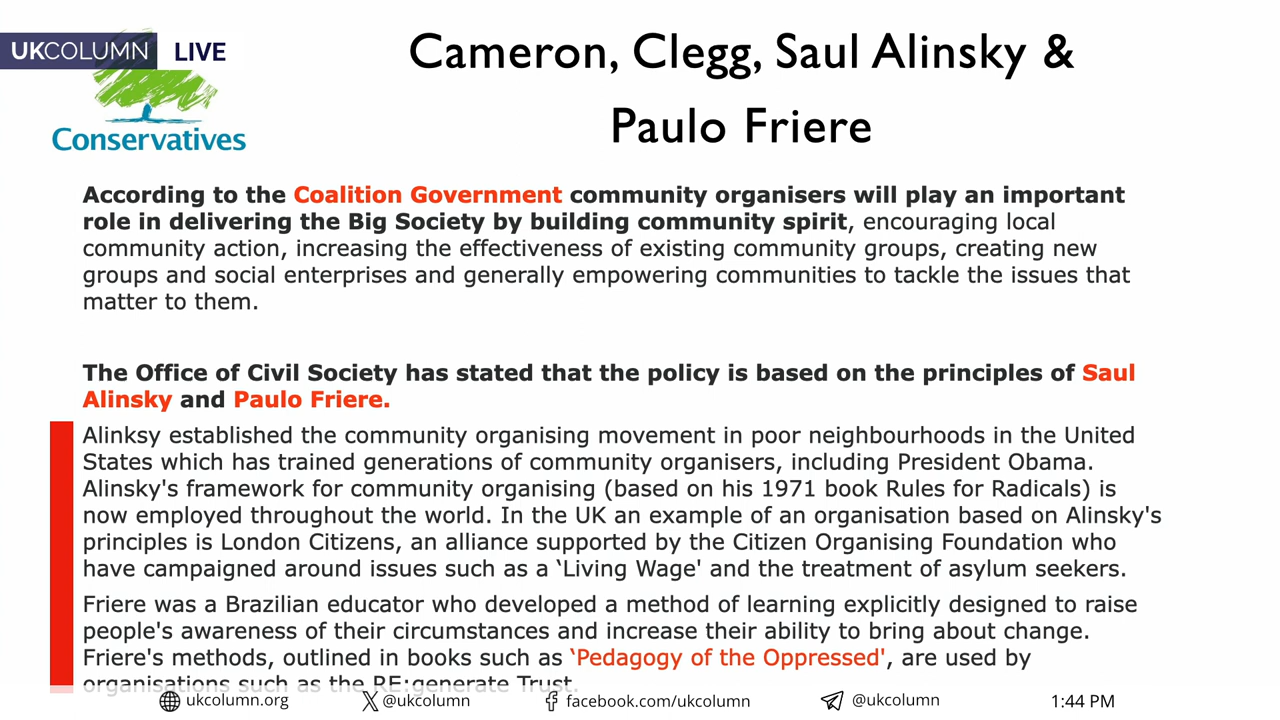 UKCOLUMN LIVE
Conservatives
Cameron, Clegg, Saul Alinsky &
Paulo Friere
According to the Coalition Government community organisers will play an important
role in delivering the Big Society by building community spirit, encouraging local
community action, increasing the effectiveness of existing community groups, creating new
groups and social enterprises and generally empowering communities to tackle the issues that
matter to them.
The Office of Civil Society has stated that the policy is based on the principles of Saul
Alinsky and Paulo Friere.
Alinksy established the community organising movement in poor neighbourhoods in the United
States which has trained generations of community organisers, including President Obama.
Alinsky's framework for community organising (based on his 1971 book Rules for Radicals) is
now employed throughout the world. In the UK an example of an organisation based on Alinsky's
principles is London Citizens, an alliance supported by the Citizen Organising Foundation who
have campaigned around issues such as a ‘Living Wage' and the treatment of asylum seekers.
Friere was a Brazilian educator who developed a method of learning explicitly designed to raise
people's awareness of their circumstances and increase their ability to bring about change.
Friere's methods, outlined in books such as ‘Pedagogy of the Oppressed', are used by
organisations such as the RE:generate Trust.
ukcolumn.org @ukcolumn facebook.com/ukcolumn @ukcolumn 1:44 PM